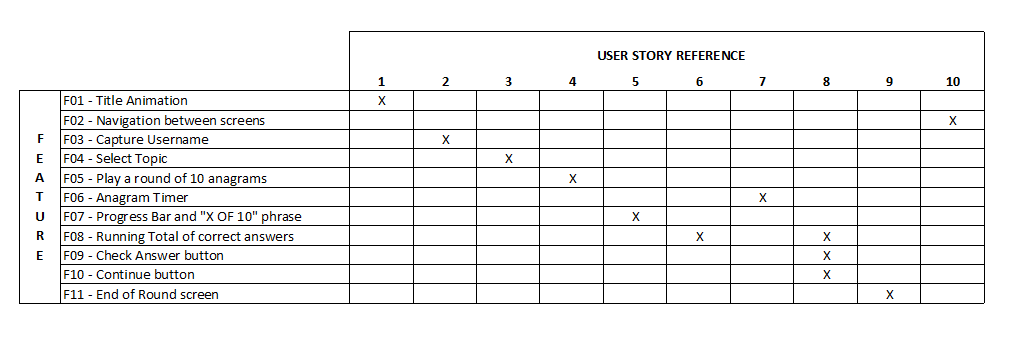 USER STORY REFERENCE
1 2 3 4 5 6 7 8 9 10
F01 - Title Animation X
F02 - Navigation between screens X
F F03 - Capture Username X
E F04 - Select Topic X
A F05 - Play a round of 10 anagrams X
T F06 - Anagram Timer X
U F07 - Progress Bar and "X OF 10" phrase X
R F08 - Running Total of correct answers X X
E F09 - Check Answer button X
F10 - Continue button X
F11 - End of Round screen X